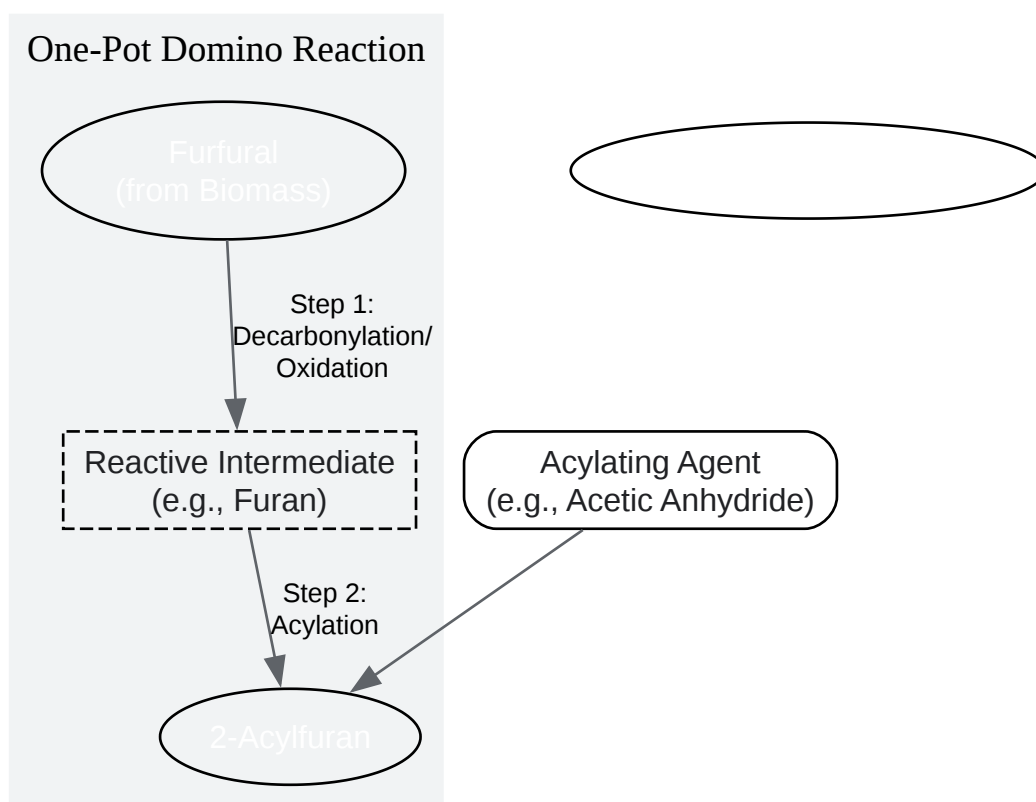 One-Pot Domino Reaction
Furfural
(from Biomass)
Step 1:
Decarbonylation/
Oxidation
Reactive Intermediate
(e.g., Furan)
Acylating Agent
(e.g., Acetic Anhydride)
Step 2:
Acylation
2-Acylfuran